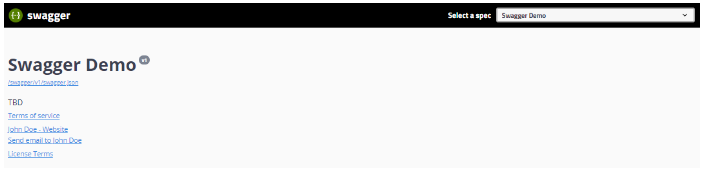 swagger
Select a spec
Swagger Demo
Swagger Demo v1
/swagger/v1/swagger.json
TBD
Terms of service
John Doe - Website
Send email to John Doe
License Terms